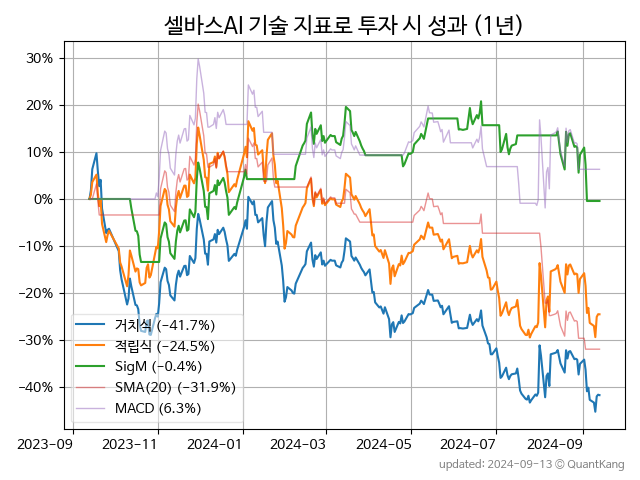 셀바스AI 기술 지표로 투자 시 성과 (1년)
30%
20%
10%
0%
−10%
−20%
−30%
−40%
거치식 (−41.7%)
적립식 (−24.5%)
SigM (−0.4%)
SMA(20) (−31.9%)
MACD (6.3%)
2023-09 2023-11 2024-01 2024-03 2024-05 2024-07 2024-09
updated: 2024-09-13 ⓒ QuantKang